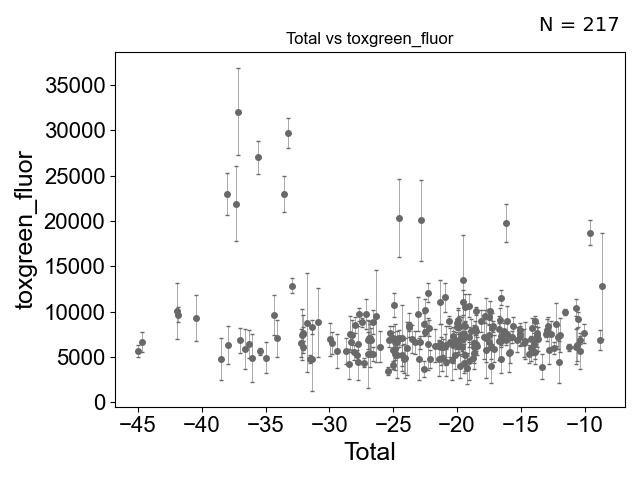 N = 217
Total vs toxgreen_fluor
35000
30000
25000
20000
15000
10000
5000
0
toxgreen_fluor
−45 −40 −35 −30 −25 −20 −15 −10
Total